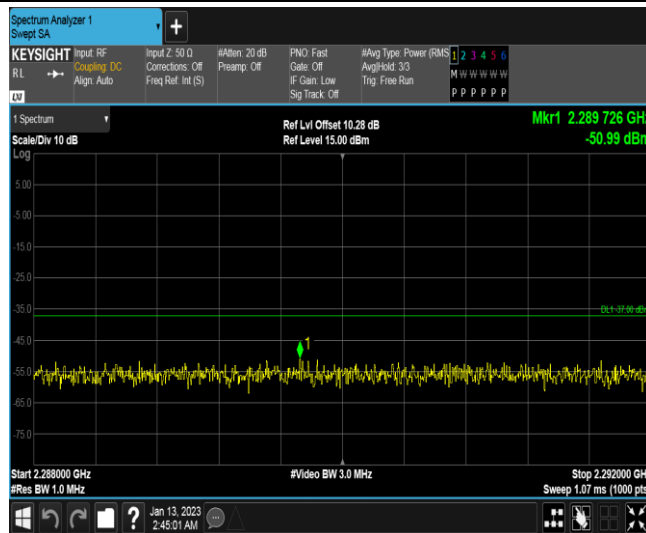 Spectrum Analyzer 1
Swept SA
KEYSIGHT
RL
Input: RF
Coupling: DC
Align: Auto
Input Z: 50 Ω
Corrections: Off
Freq Ref: Int (S)
#Atten: 20 dB
Preamp: Off
PNO: Fast
Gate: Off
IF Gain: Low
Sig Track: Off
#Avg Type: Power (RMS
Avg|Hold: 3/3
Trig: Free Run
1 2 3 4 5 6
M W W W W W
P P P P P P
1 Spectrum
Scale/Div 10 dB
Log
Ref Lvl Offset 10.28 dB
Ref Level 15.00 dBm
Mkr1 2.289 726 GHz
-50.99 dBm
5.00
-5.00
-15.0
-25.0
-35.0
DL1 -37.00 dBm
-45.0
1
-55.0
-65.0
-75.0
Start 2.288000 GHz
#Video BW 3.0 MHz
Stop 2.292000 GHz
#Res BW 1.0 MHz
Sweep 1.07 ms (1000 pts)
Jan 13, 2023
2:45:01 AM